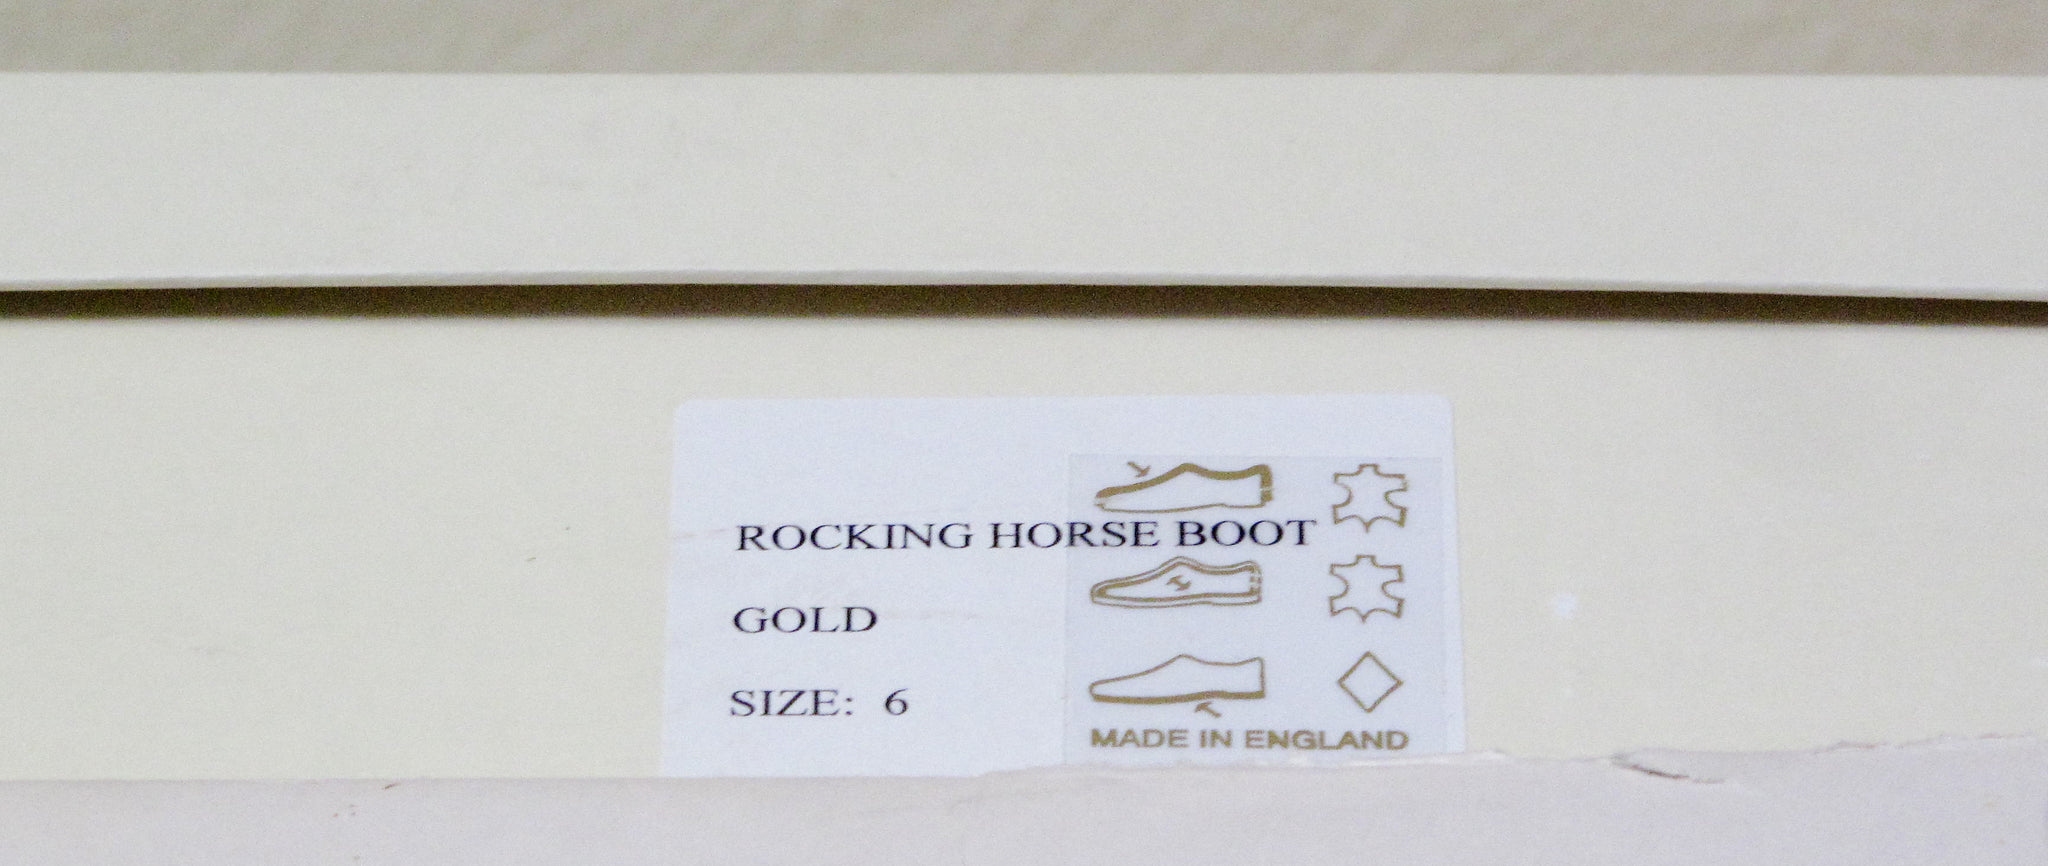 ROCKING HORSE BOOT
GOLD
SIZE: 6
MADE IN ENGLAND